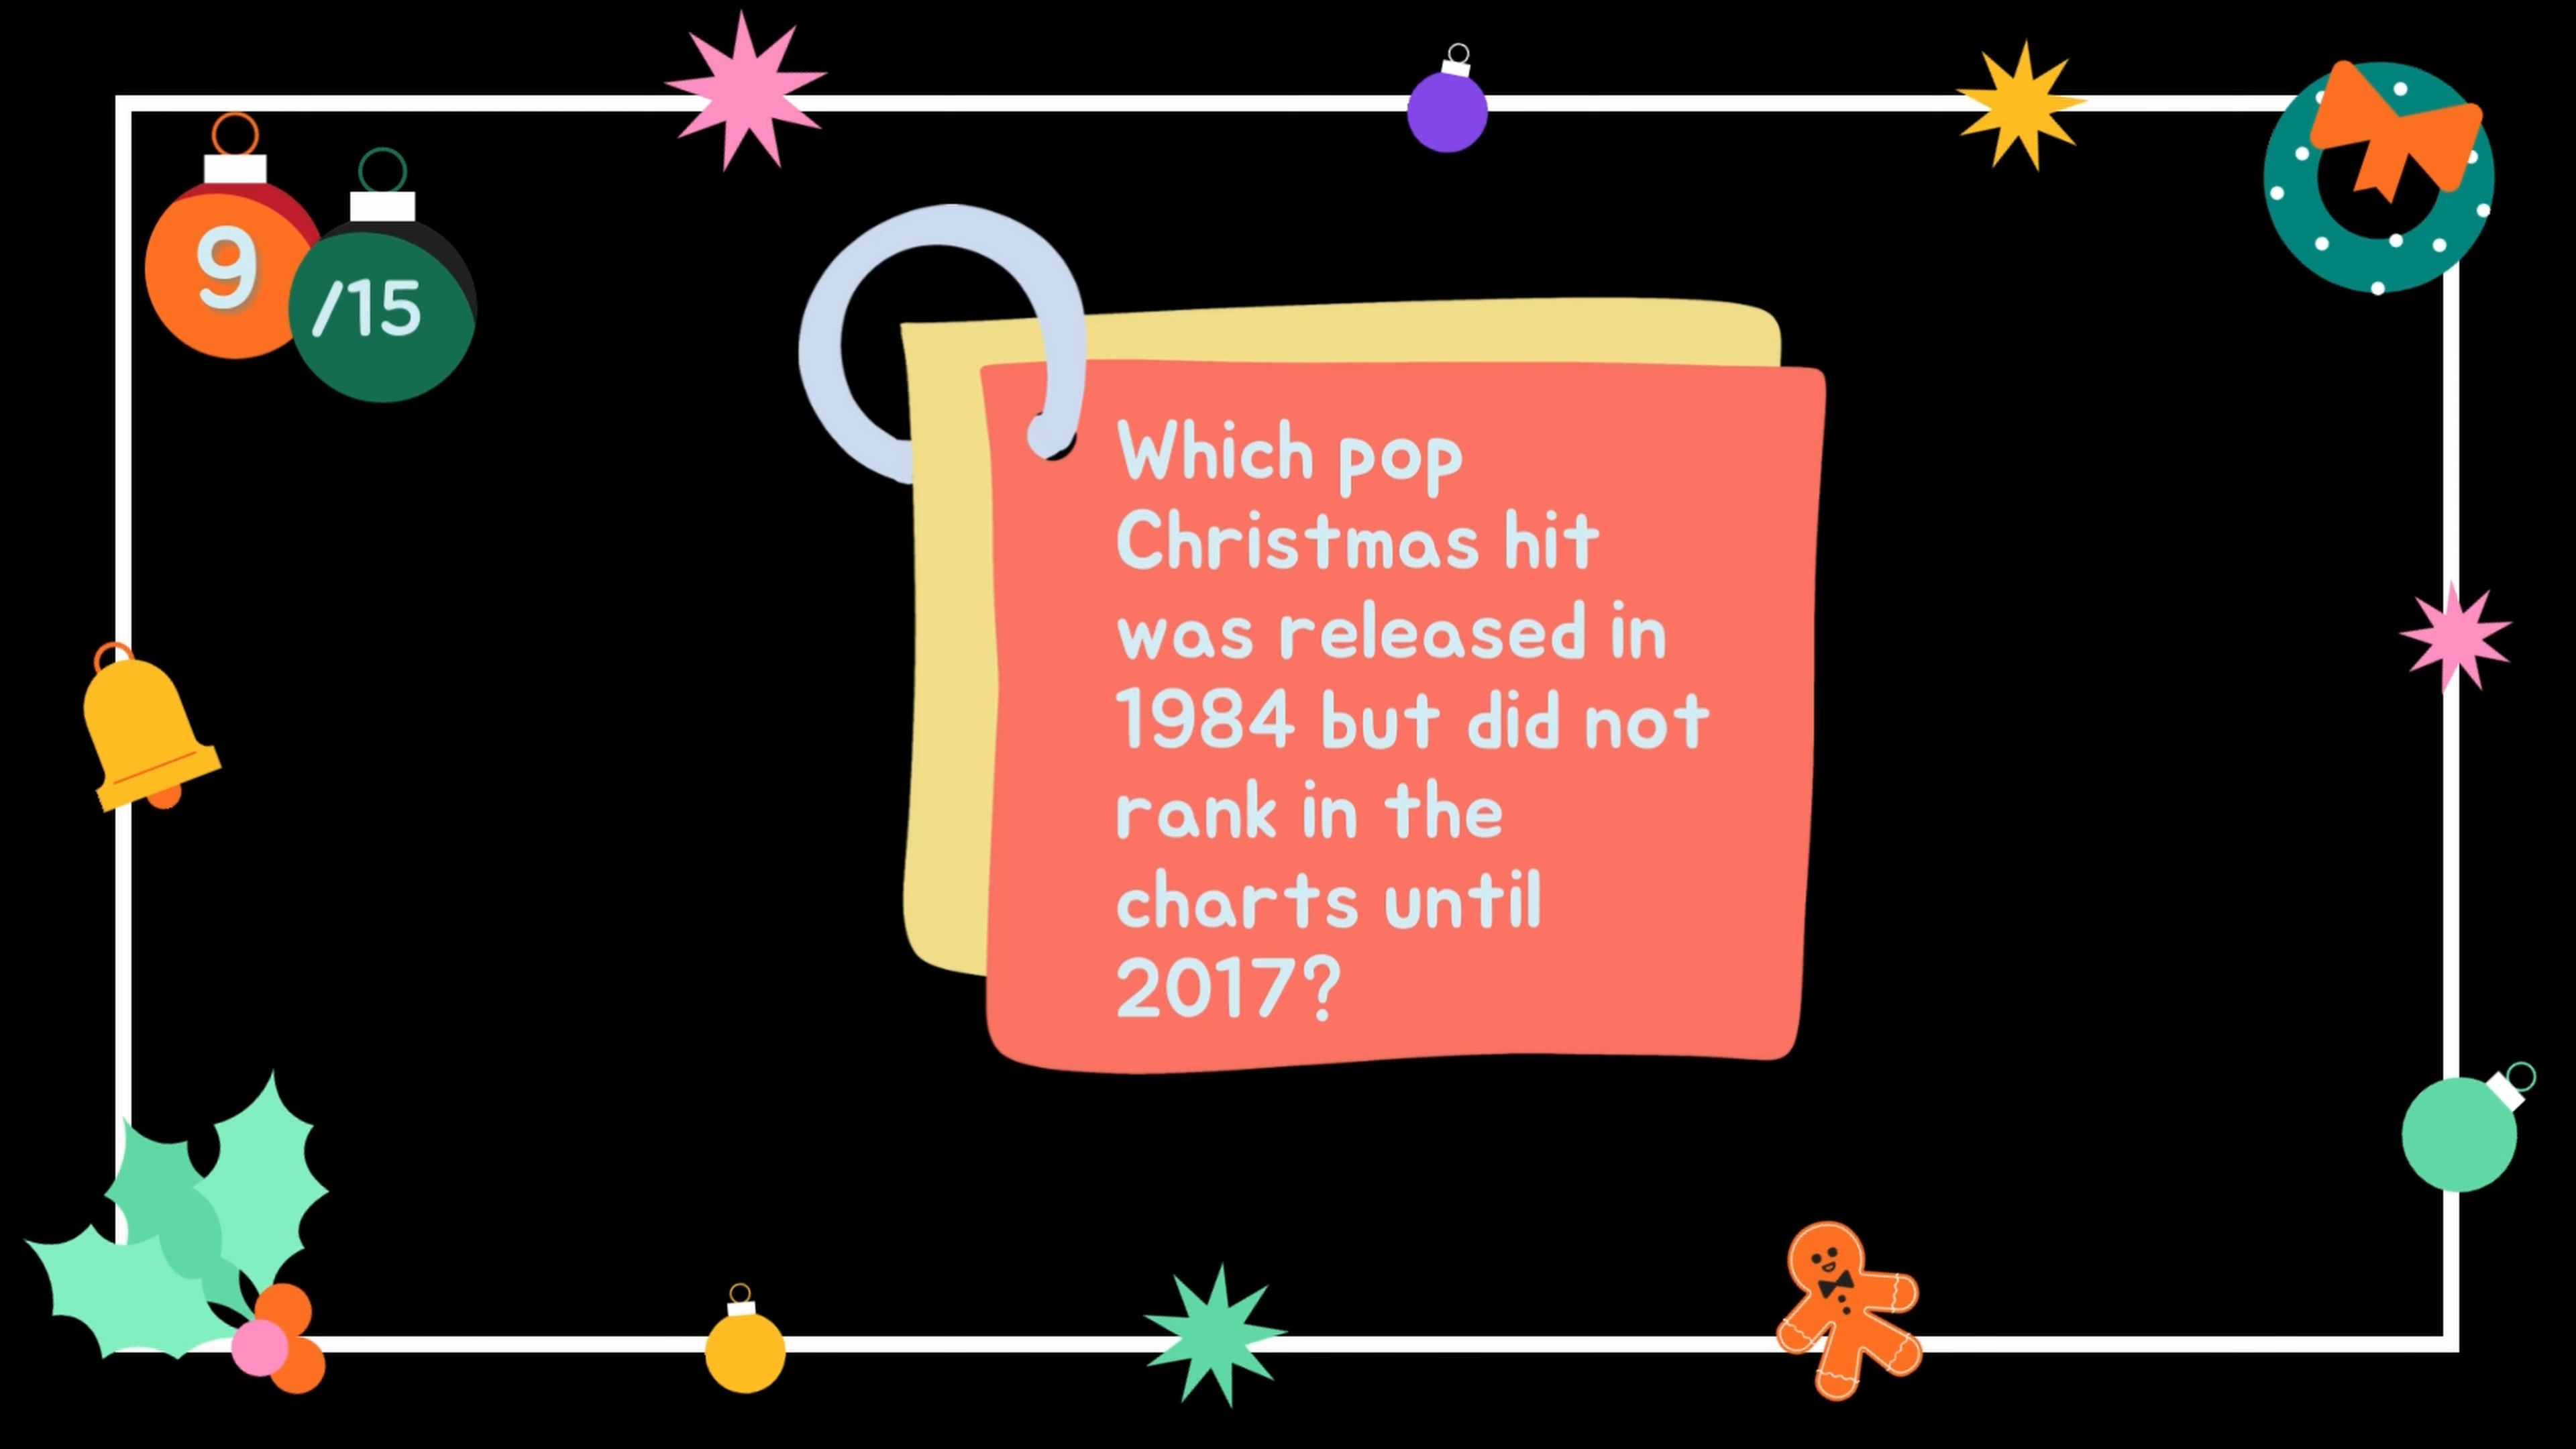 9
/15
Which pop
Christmas hit
was released in
1984 but did not
rank in the
charts until
2017?